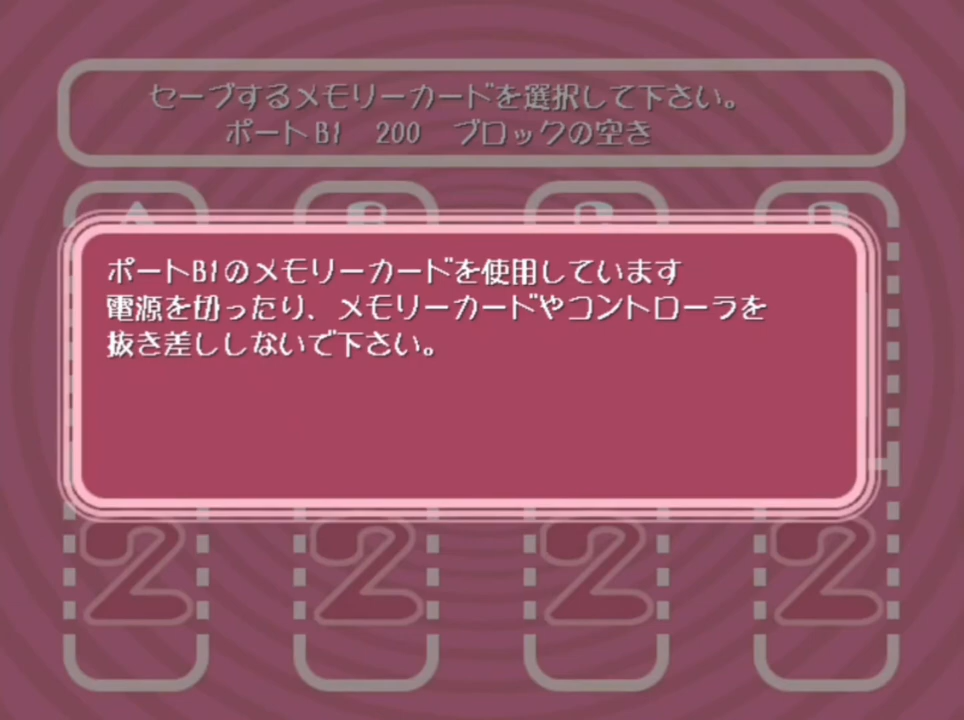 セーブするメモリーカードを選択して下さい。
ポートB1 200 ブロックの空き
A B C D
ポートB1のメモリーカードを使用しています
電源を切ったり、メモリーカードやコントローラを
抜き差ししないで下さい。
2 2 2 2